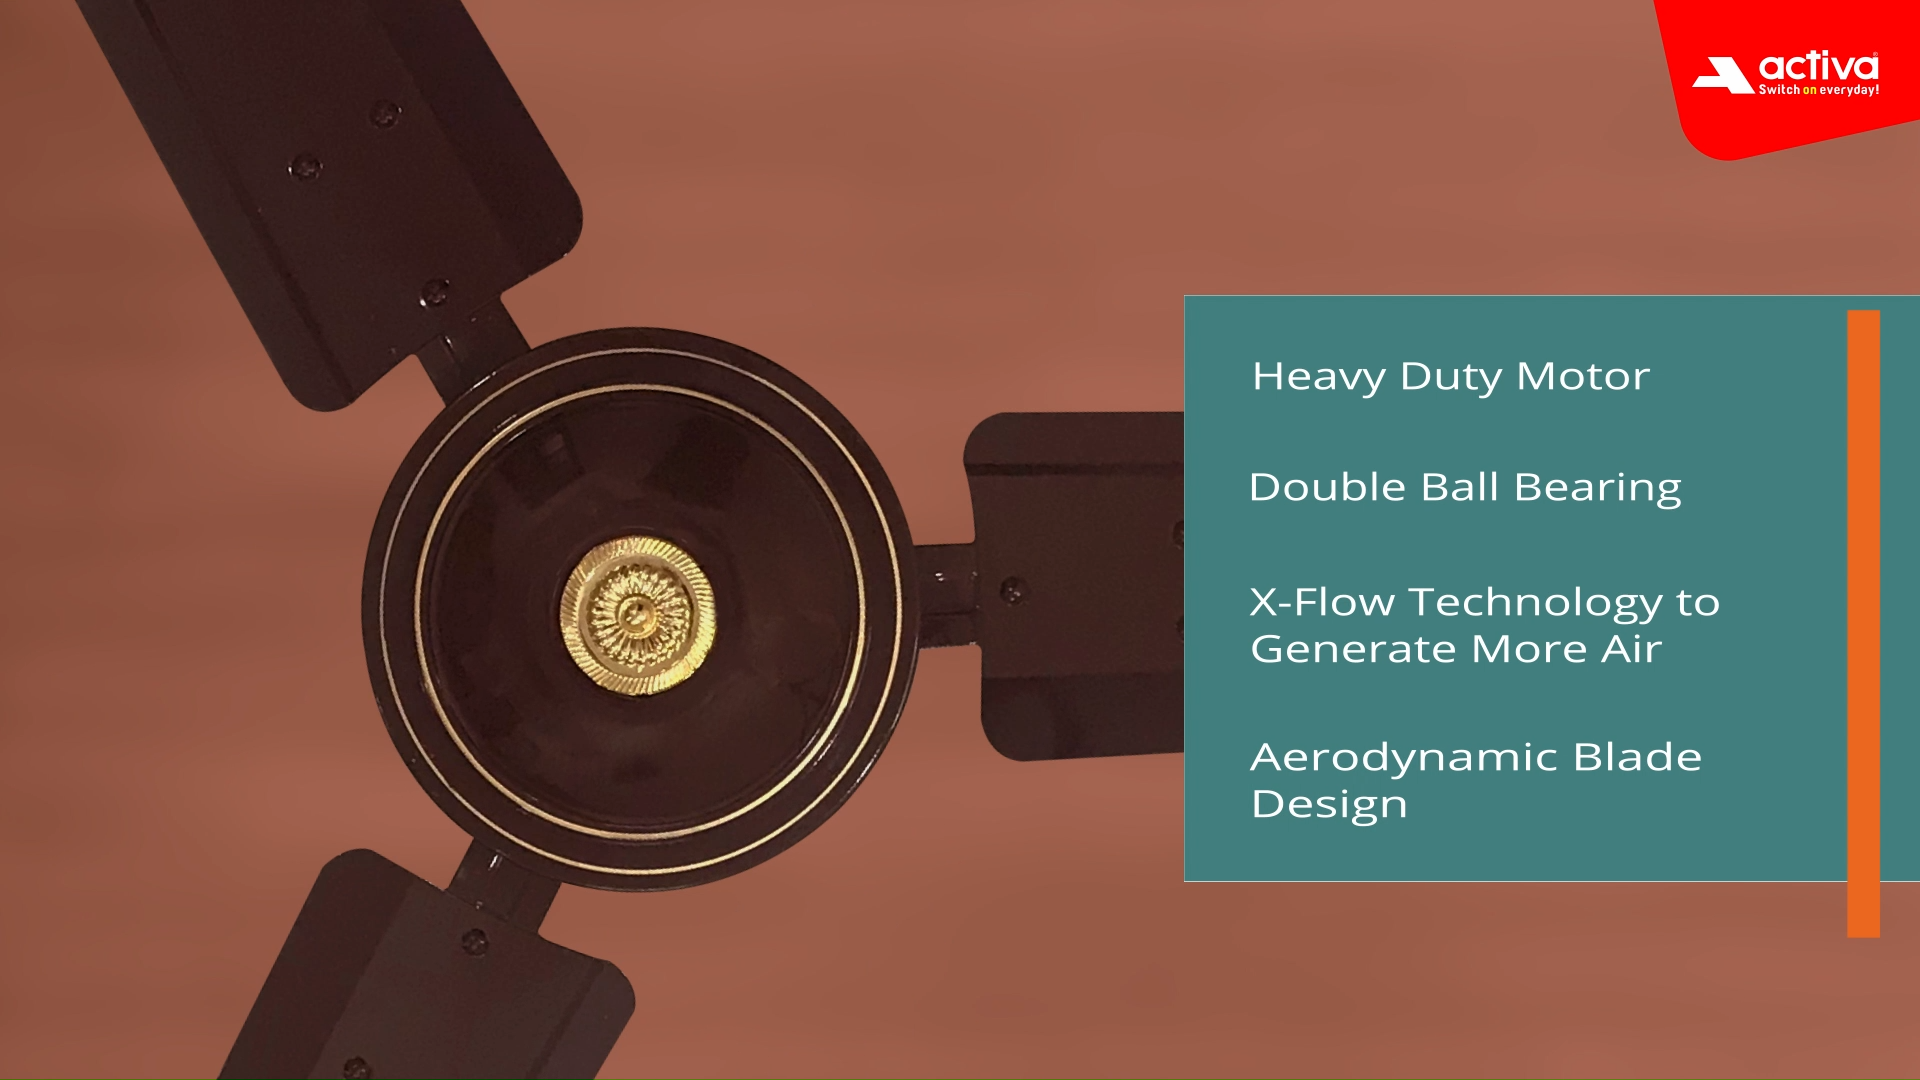 activa
Switch on everyday!
Heavy Duty Motor
Double Ball Bearing
X-Flow Technology to
Generate More Air
Aerodynamic Blade
Design